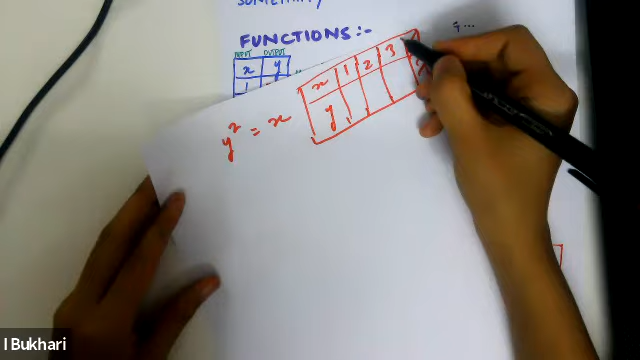 FUNCTIONS:-
INPUT OUTPUT
x y
1
y² = x
x 1 2 3
y
I Bukhari